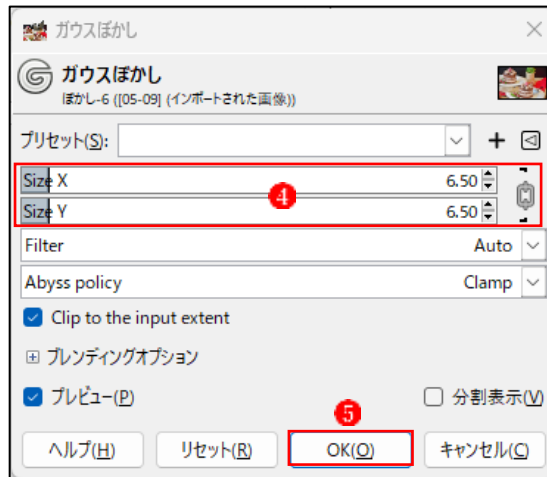 ガウスぼかし
ガウスぼかし
ぼかし-6 ([05-09] (インポートされた画像))
プリセット(S):
Size X 6.50
4
Size Y 6.50
Filter Auto
Abyss policy Clamp
Clip to the input extent
ブレンディングオプション
プレビュー(P) 分割表示(V)
5
ヘルプ(H) リセット(R) OK(O) キャンセル(C)